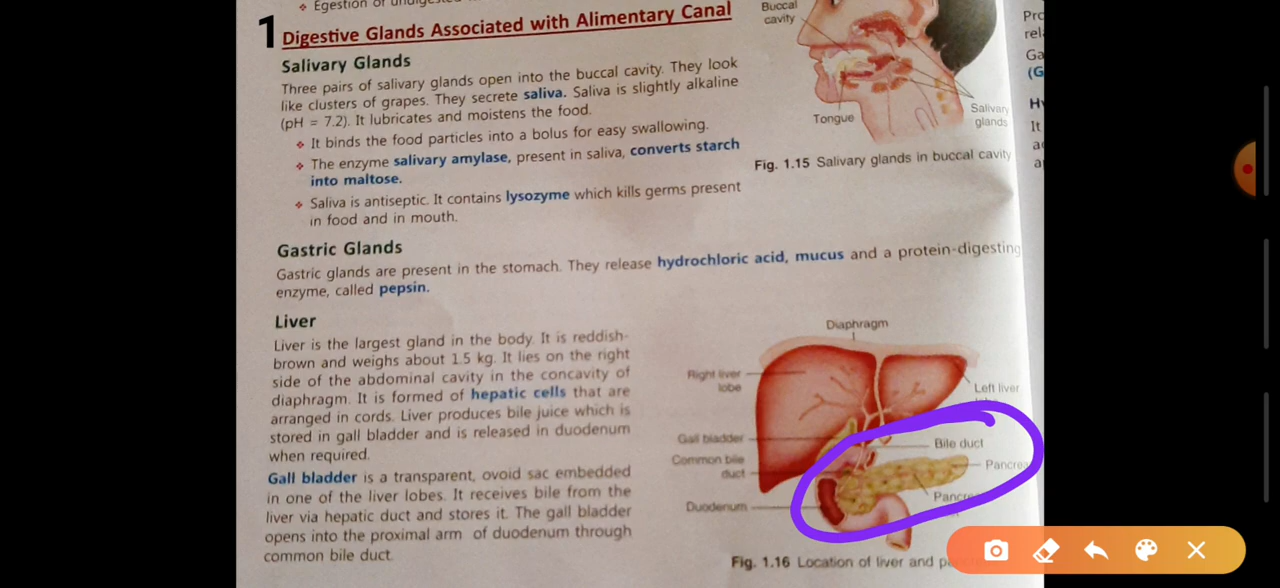 ❖ Egestion of
1 Digestive Glands Associated with Alimentary Canal
Salivary Glands
Three pairs of salivary glands open into the buccal cavity. They look
like clusters of grapes. They secrete saliva. Saliva is slightly alkaline
(pH = 7.2). It lubricates and moistens the food.
❖ It binds the food particles into a bolus for easy swallowing.
❖ The enzyme salivary amylase, present in saliva, converts starch
into maltose.
❖ Saliva is antiseptic. It contains lysozyme which kills germs present
in food and in mouth.
Buccal
cavity
Tongue
Salivary
glands
Fig. 1.15 Salivary glands in buccal cavity
Gastric Glands
Gastric glands are present in the stomach. They release hydrochloric acid, mucus and a protein-digesting
enzyme, called pepsin.
Liver
Liver is the largest gland in the body. It is reddish-
brown and weighs about 1.5 kg. It lies on the right
side of the abdominal cavity in the concavity of
diaphragm. It is formed of hepatic cells that are
arranged in cords. Liver produces bile juice which is
stored in gall bladder and is released in duodenum
when required.
Gall bladder is a transparent, ovoid sac embedded
in one of the liver lobes. It receives bile from the
liver via hepatic duct and stores it. The gall bladder
opens into the proximal arm of duodenum through
common bile duct.
Diaphragm
Right liver
lobe
Left liver
Gall bladder
Bile duct
Common bile
duct
Duodenum
Fig. 1.16 Location of liver and
(G
It